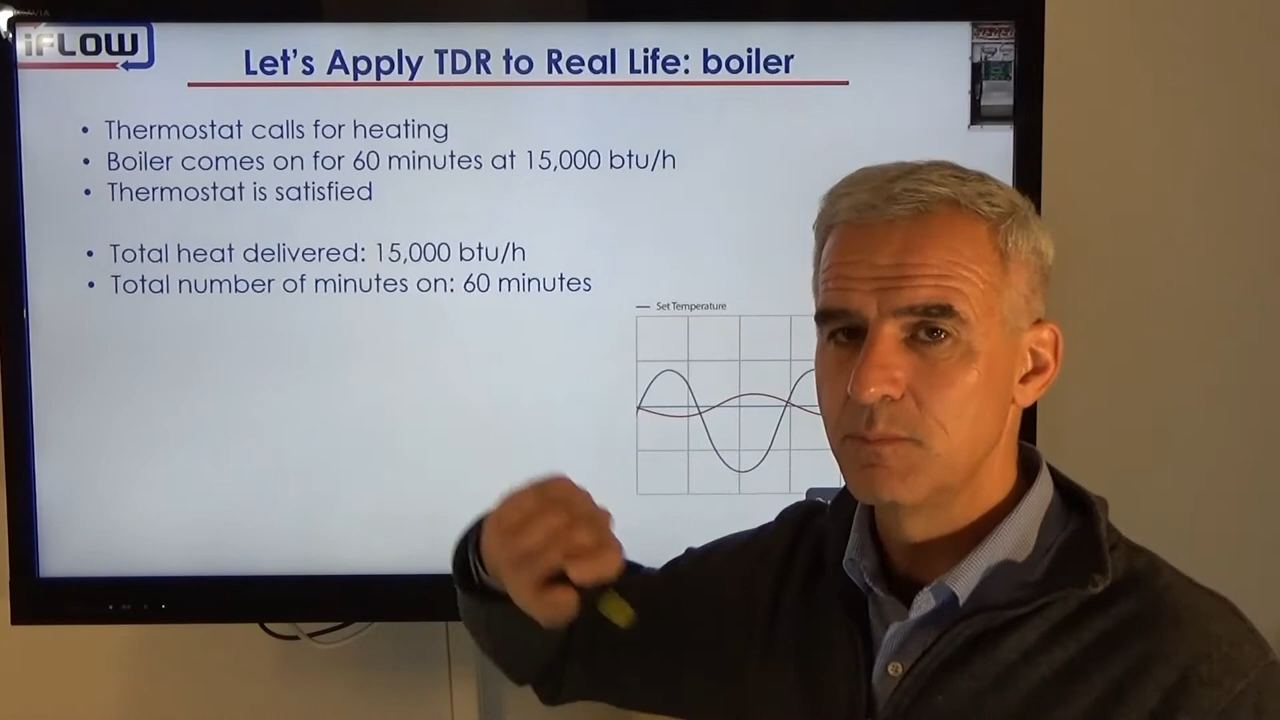 iFLOW
Let's Apply TDR to Real Life: boiler
• Thermostat calls for heating
• Boiler comes on for 60 minutes at 15,000 btu/h
• Thermostat is satisfied
• Total heat delivered: 15,000 btu/h
• Total number of minutes on: 60 minutes
Set Temperature